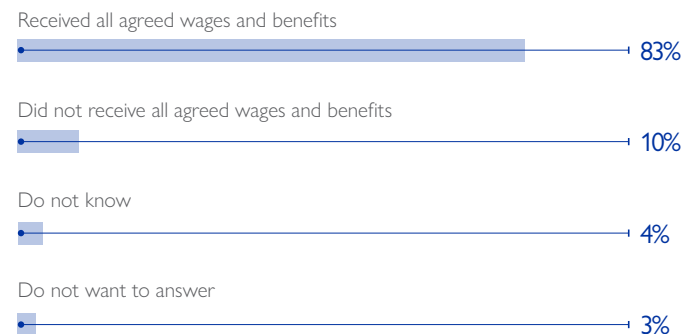 Received all agreed wages and benefits
83%
Did not receive all agreed wages and benefits
10%
Do not know
4%
Do not want to answer
3%